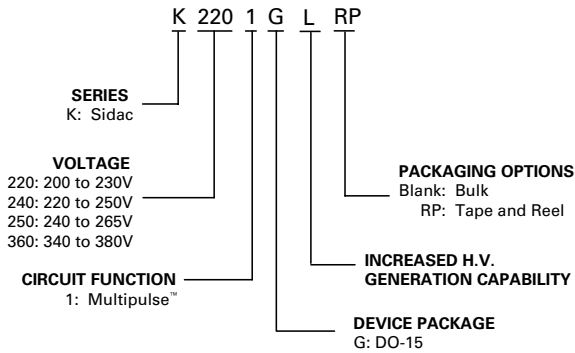 K 220 1 G L RP
SERIES
K: Sidac
VOLTAGE
220: 200 to 230V
240: 220 to 250V
250: 240 to 265V
360: 340 to 380V
CIRCUIT FUNCTION
1: Multipulse™
PACKAGING OPTIONS
Blank: Bulk
RP: Tape and Reel
INCREASED H.V.
GENERATION CAPABILITY
DEVICE PACKAGE
G: DO-15